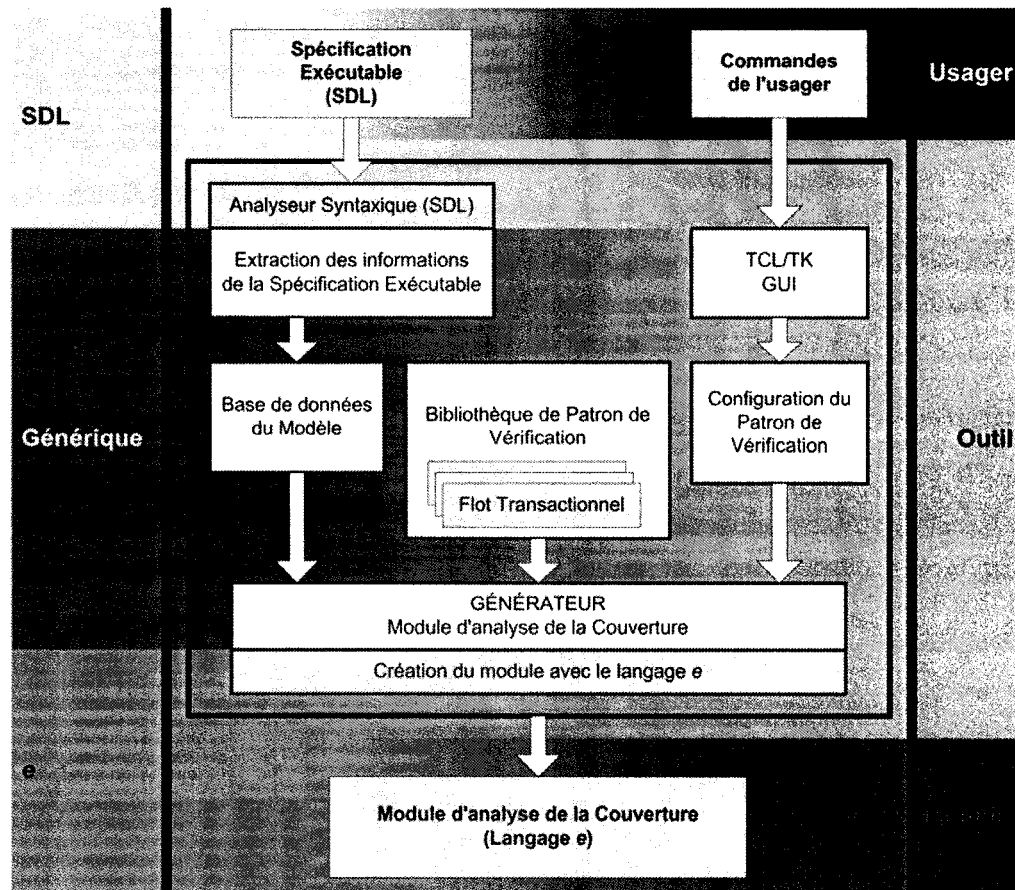 Spécification
Exécutable
(SDL)
Commandes
de l'usager
Usager
SDL
Analyseur Syntaxique (SDL)
Extraction des informations
de la Spécification Exécutable
TCL/TK
GUI
Base de données
du Modèle
Bibliothèque de Patron de
Vérification
Flot Transactionnel
Configuration du
Patron de
Vérification
Générique
Outil
GÉNÉRATEUR
Module d'analyse de la Couverture
Création du module avec le langage e
e
Module d'analyse de la Couverture
(Langage e)